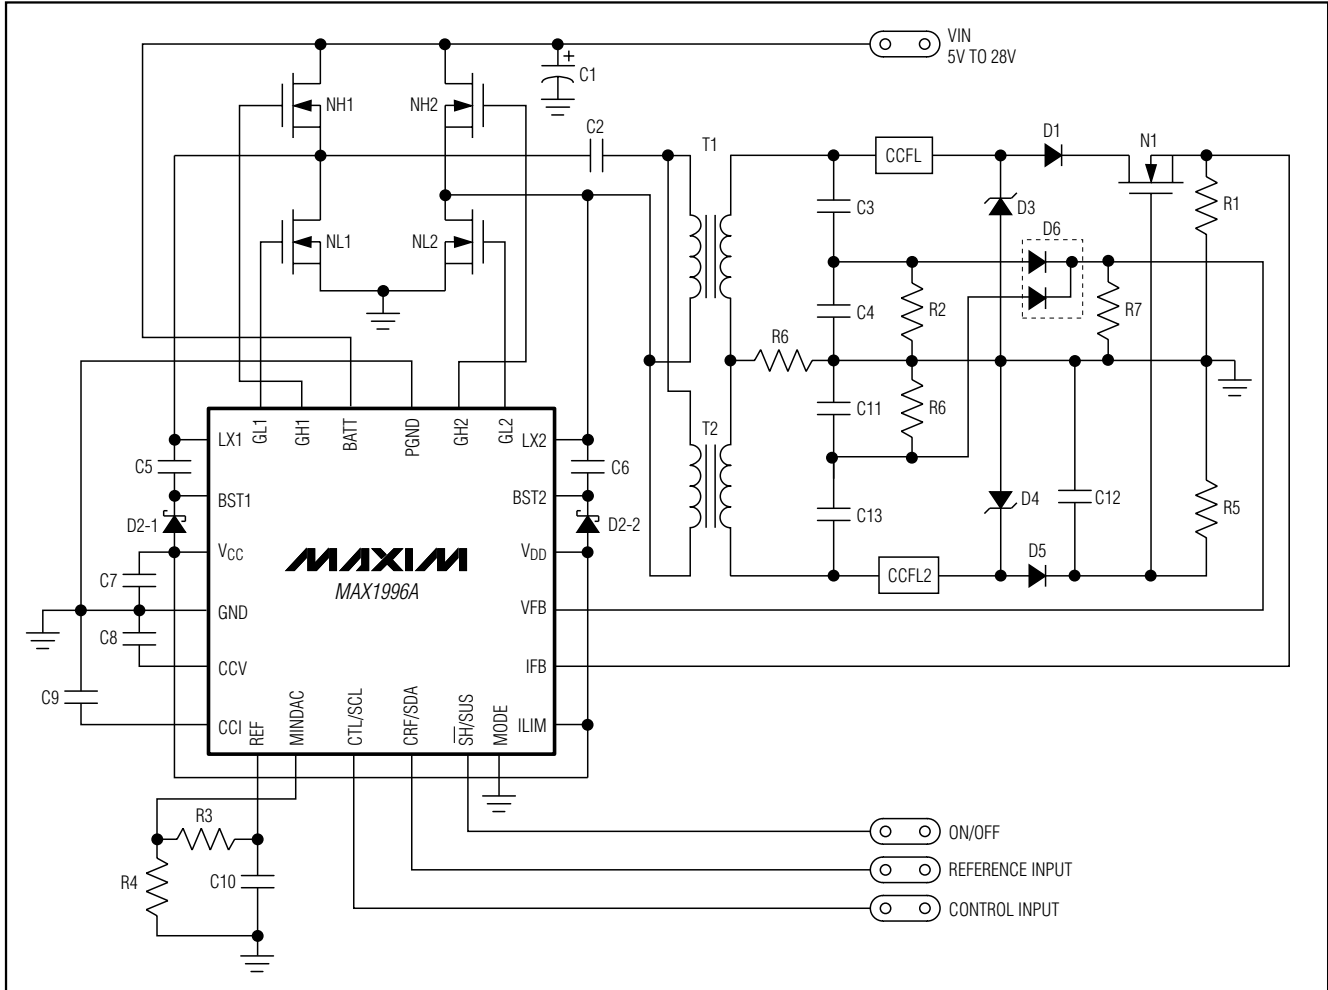 VIN
5V TO 28V
C1
NH1
NH2
C2
T1
CCFL
D1
N1
C3
D3
R1
D6
NL1
NL2
C4
R2
R7
R6
C11
R6
T2
GL1
GH1
BATT
PGND
GH2
GL2
LX1
LX2
C5
C6
BST1
BST2
D2-1
D2-2
C13
D4
C12
R5
VCC
VDD
MAXIM
MAX1996A
C7
D5
CCFL2
GND
VFB
C8
CCV
IFB
C9
CCI
REF
MINDAC
CTL/SCL
CRF/SDA
SH/SUS
MODE
ILIM
R3
R4
C10
ON/OFF
REFERENCE INPUT
CONTROL INPUT